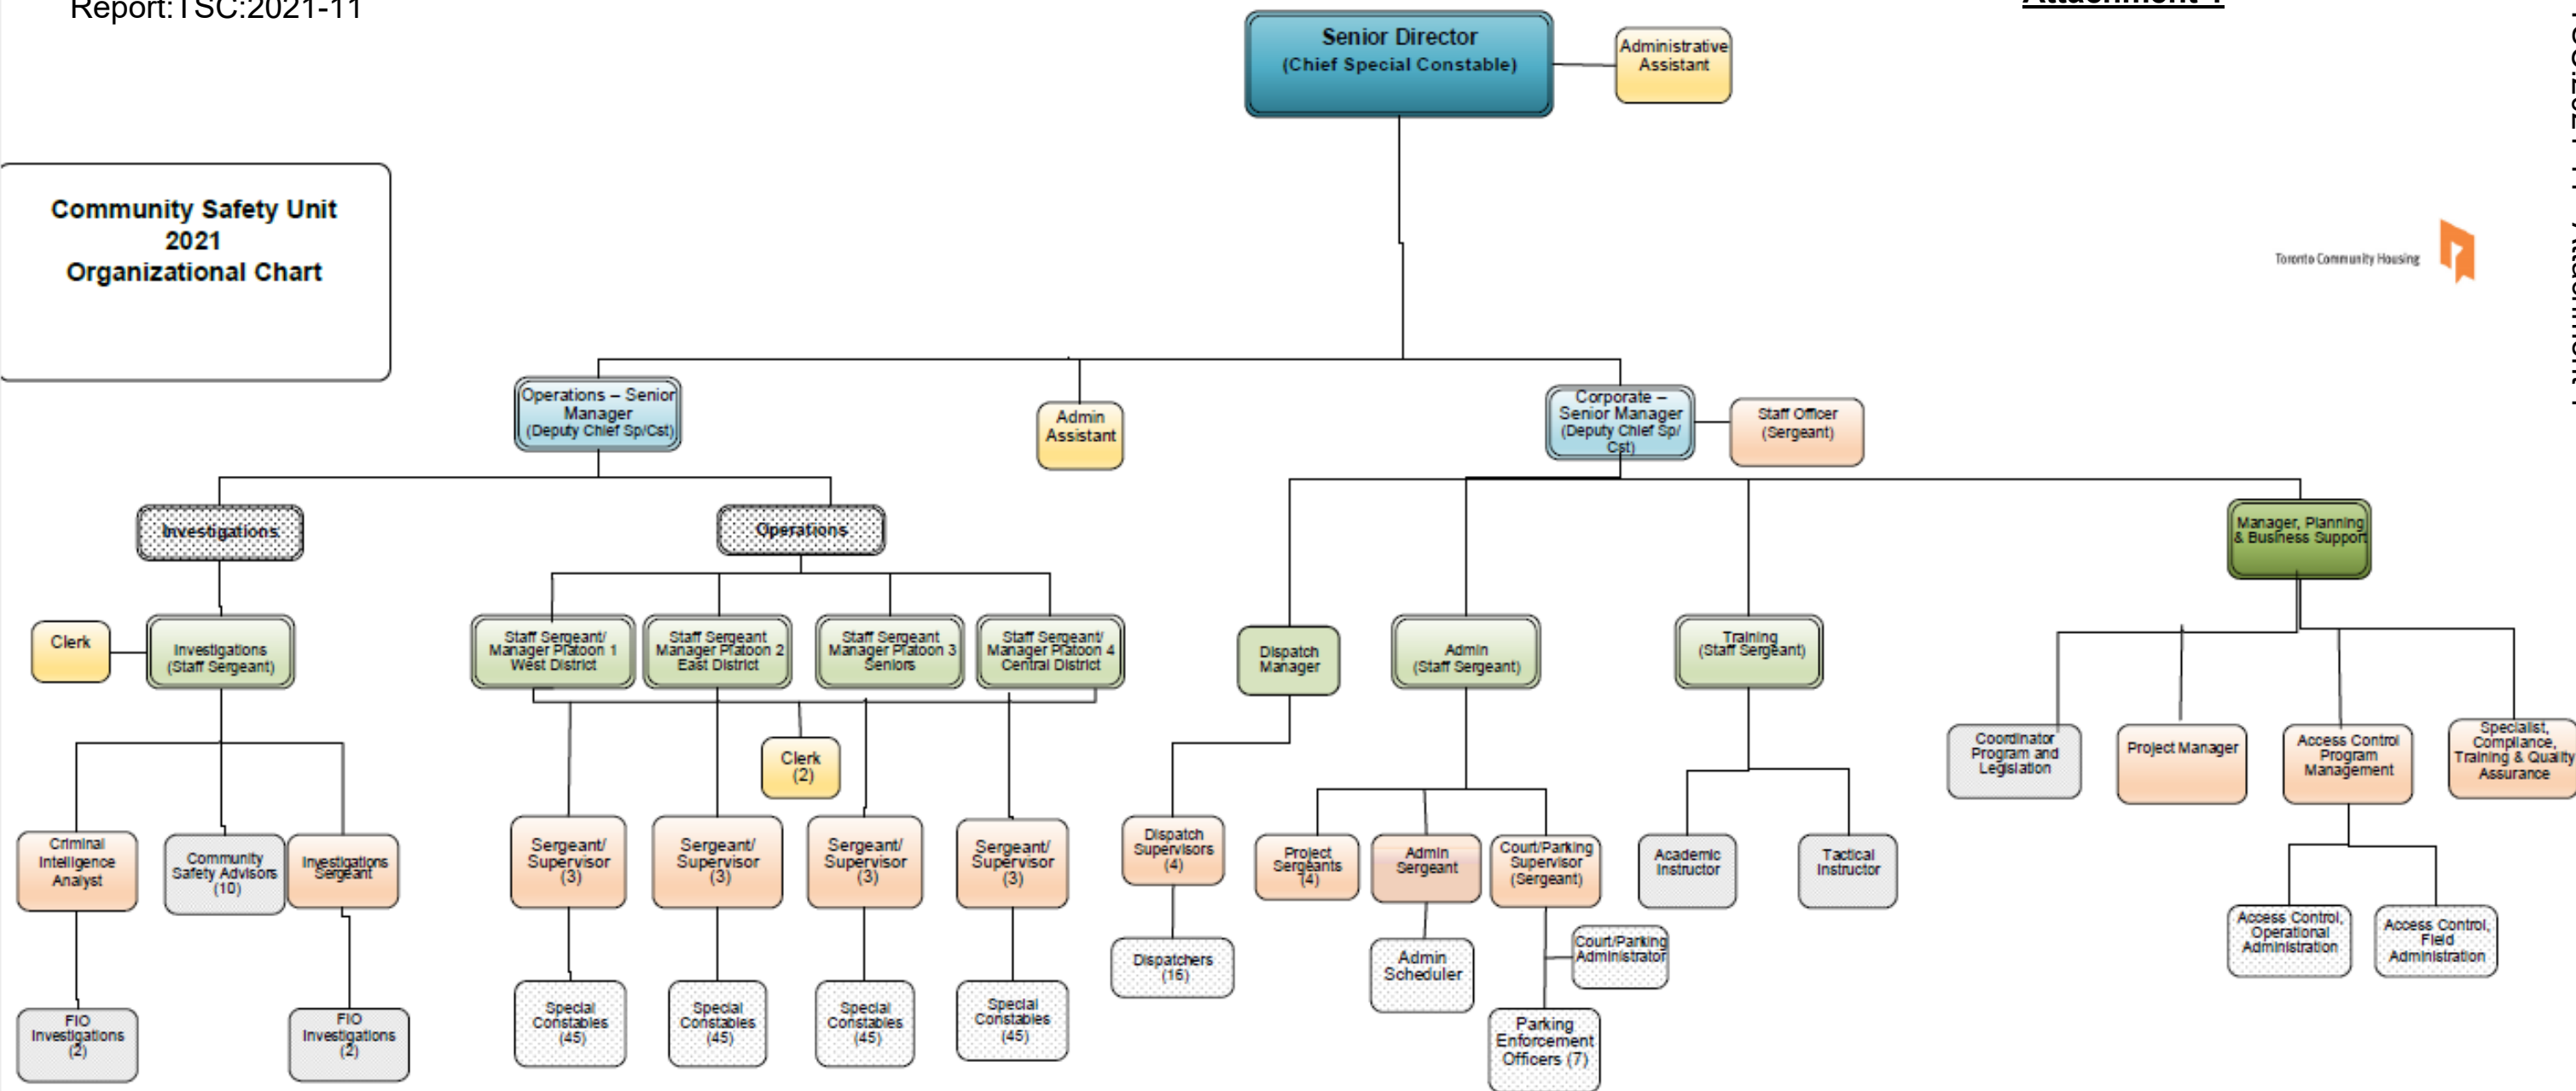 Report:TSC:2021-11
Senior Director
(Chief Special Constable)
Administrative
Assistant
Community Safety Unit
2021
Organizational Chart
Toronto Community Housing
Operations – Senior
Manager
(Deputy Chief Sp/Cst)
Admin
Assistant
Corporate –
Senior Manager
(Deputy Chief Sp/
Cst)
Staff Officer
(Sergeant)
Investigations
Operations
Manager, Planning
& Business Support
Clerk
Investigations
(Staff Sergeant)
Staff Sergeant/
Manager Platoon 1
West District
Staff Sergeant
Manager Platoon 2
East District
Staff Sergeant
Manager Platoon 3
Seniors
Staff Sergeant/
Manager Platoon 4
Central District
Dispatch
Manager
Admin
(Staff Sergeant)
Training
(Staff Sergeant)
Clerk
(2)
Coordinator
Program and
Legislation
Project Manager
Access Control
Program
Management
Specialist,
Compliance,
Training & Quality
Assurance
Criminal
Intelligence
Analyst
Community
Safety Advisors
(10)
Investigations
Sergeant
Sergeant/
Supervisor
(3)
Sergeant/
Supervisor
(3)
Sergeant/
Supervisor
(3)
Sergeant/
Supervisor
(3)
Dispatch
Supervisors
(4)
Project
Sergeants
(4)
Admin
Sergeant
Court/Parking
Supervisor
(Sergeant)
Academic
Instructor
Tactical
Instructor
FIO
Investigations
(2)
FIO
Investigations
(2)
Special
Constables
(45)
Special
Constables
(45)
Special
Constables
(45)
Special
Constables
(45)
Dispatchers
(16)
Admin
Scheduler
Court/Parking
Administrator
Parking
Enforcement
Officers (7)
Access Control,
Operational
Administration
Access Control,
Field
Administration